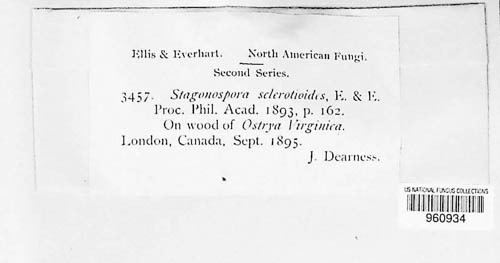 Ellis & Everhart. North American Fungi.
Second Series.
3457. Stagonospora sclerotioides, E. & E.
Proc. Phil. Acad. 1893, p. 162.
On wood of Ostrya Virginica.
London, Canada, Sept. 1895.
J. Dearness.
US NATIONAL FUNGUS COLLECTIONS
960934